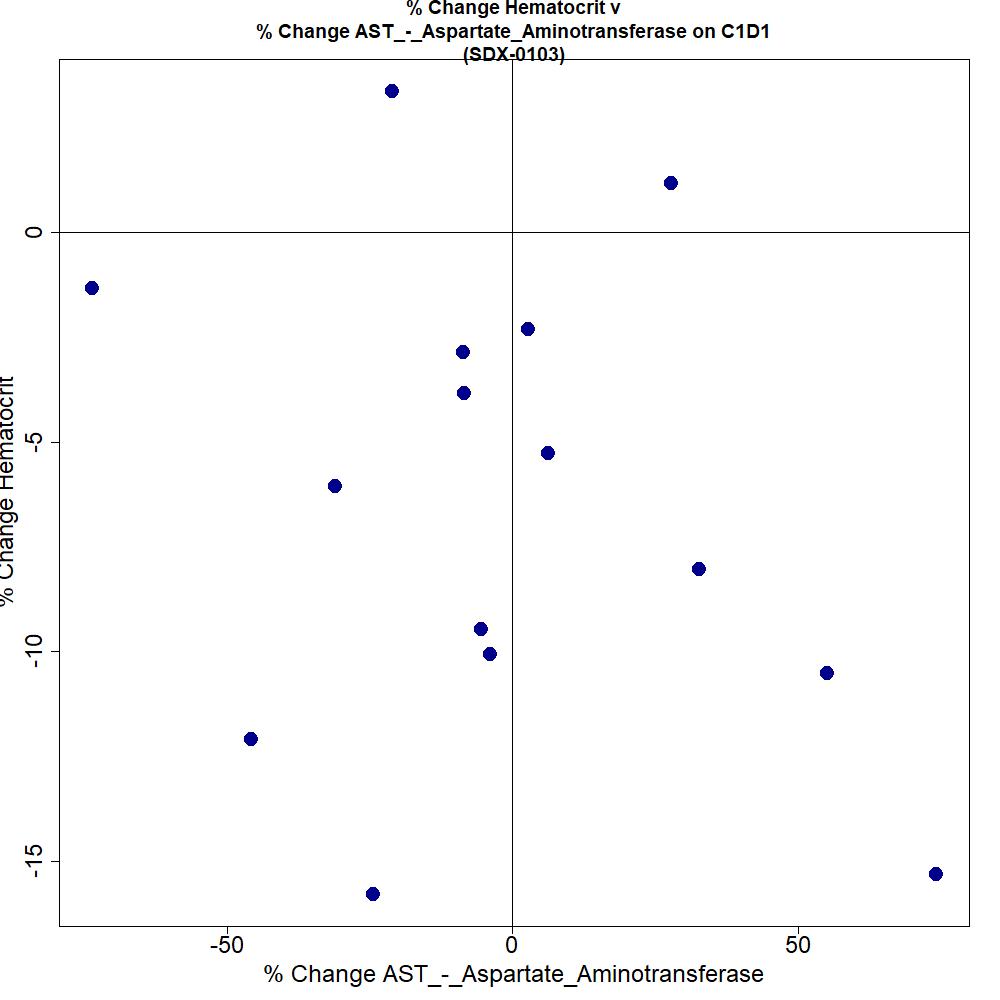 % Change Hematocrit v
% Change AST_-_Aspartate_Aminotransferase on C1D1
(SDX-0103)
% Change Hematocrit
0
-5
-10
-15
-50
0
50
% Change AST_-_Aspartate_Aminotransferase